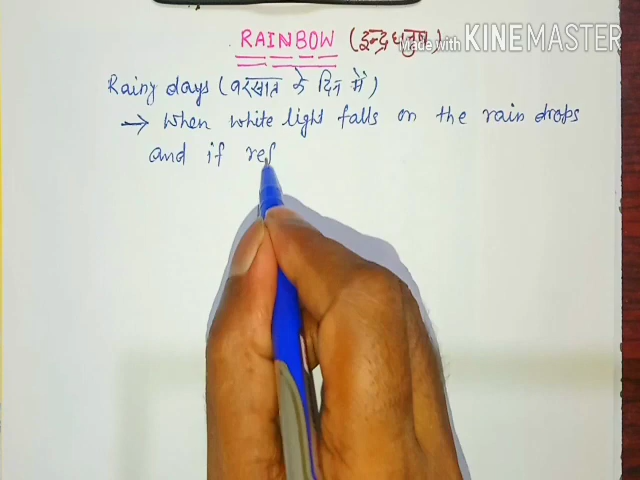 RAINBOW (इन्द्रधनुष)
Made with KINEMASTER
Rainy days (बरसात के दिन में)
→ When white light falls on the rain drops
and if ref